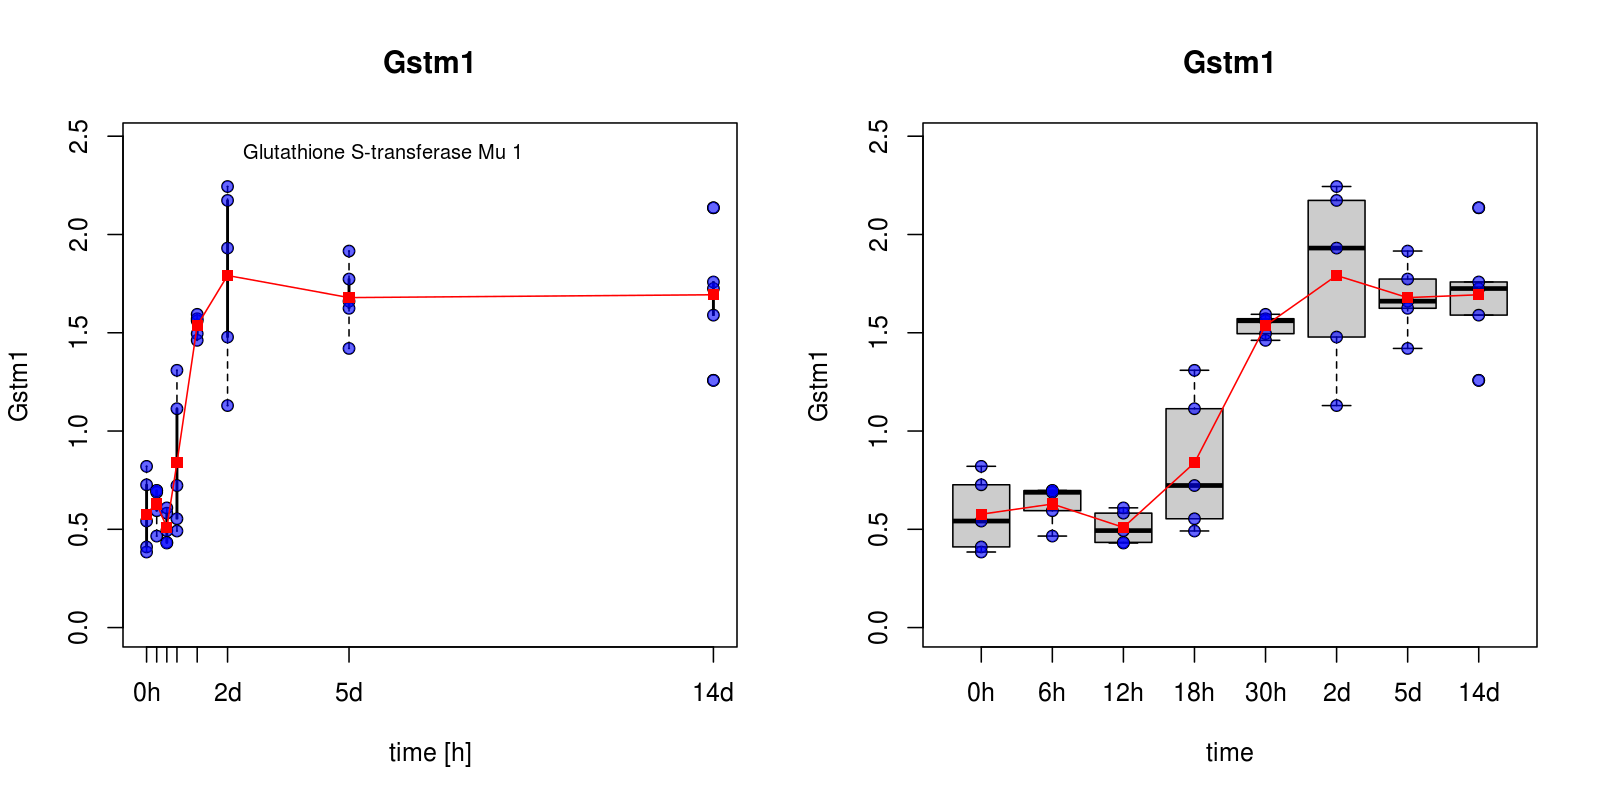 Gstm1
Glutathione S-transferase Mu 1
Gstm1
2.5
2.0
1.5
1.0
0.5
0.0
0h 2d 5d 14d
time [h]
Gstm1
Gstm1
2.5
2.0
1.5
1.0
0.5
0.0
0h 6h 12h 18h 30h 2d 5d 14d
time